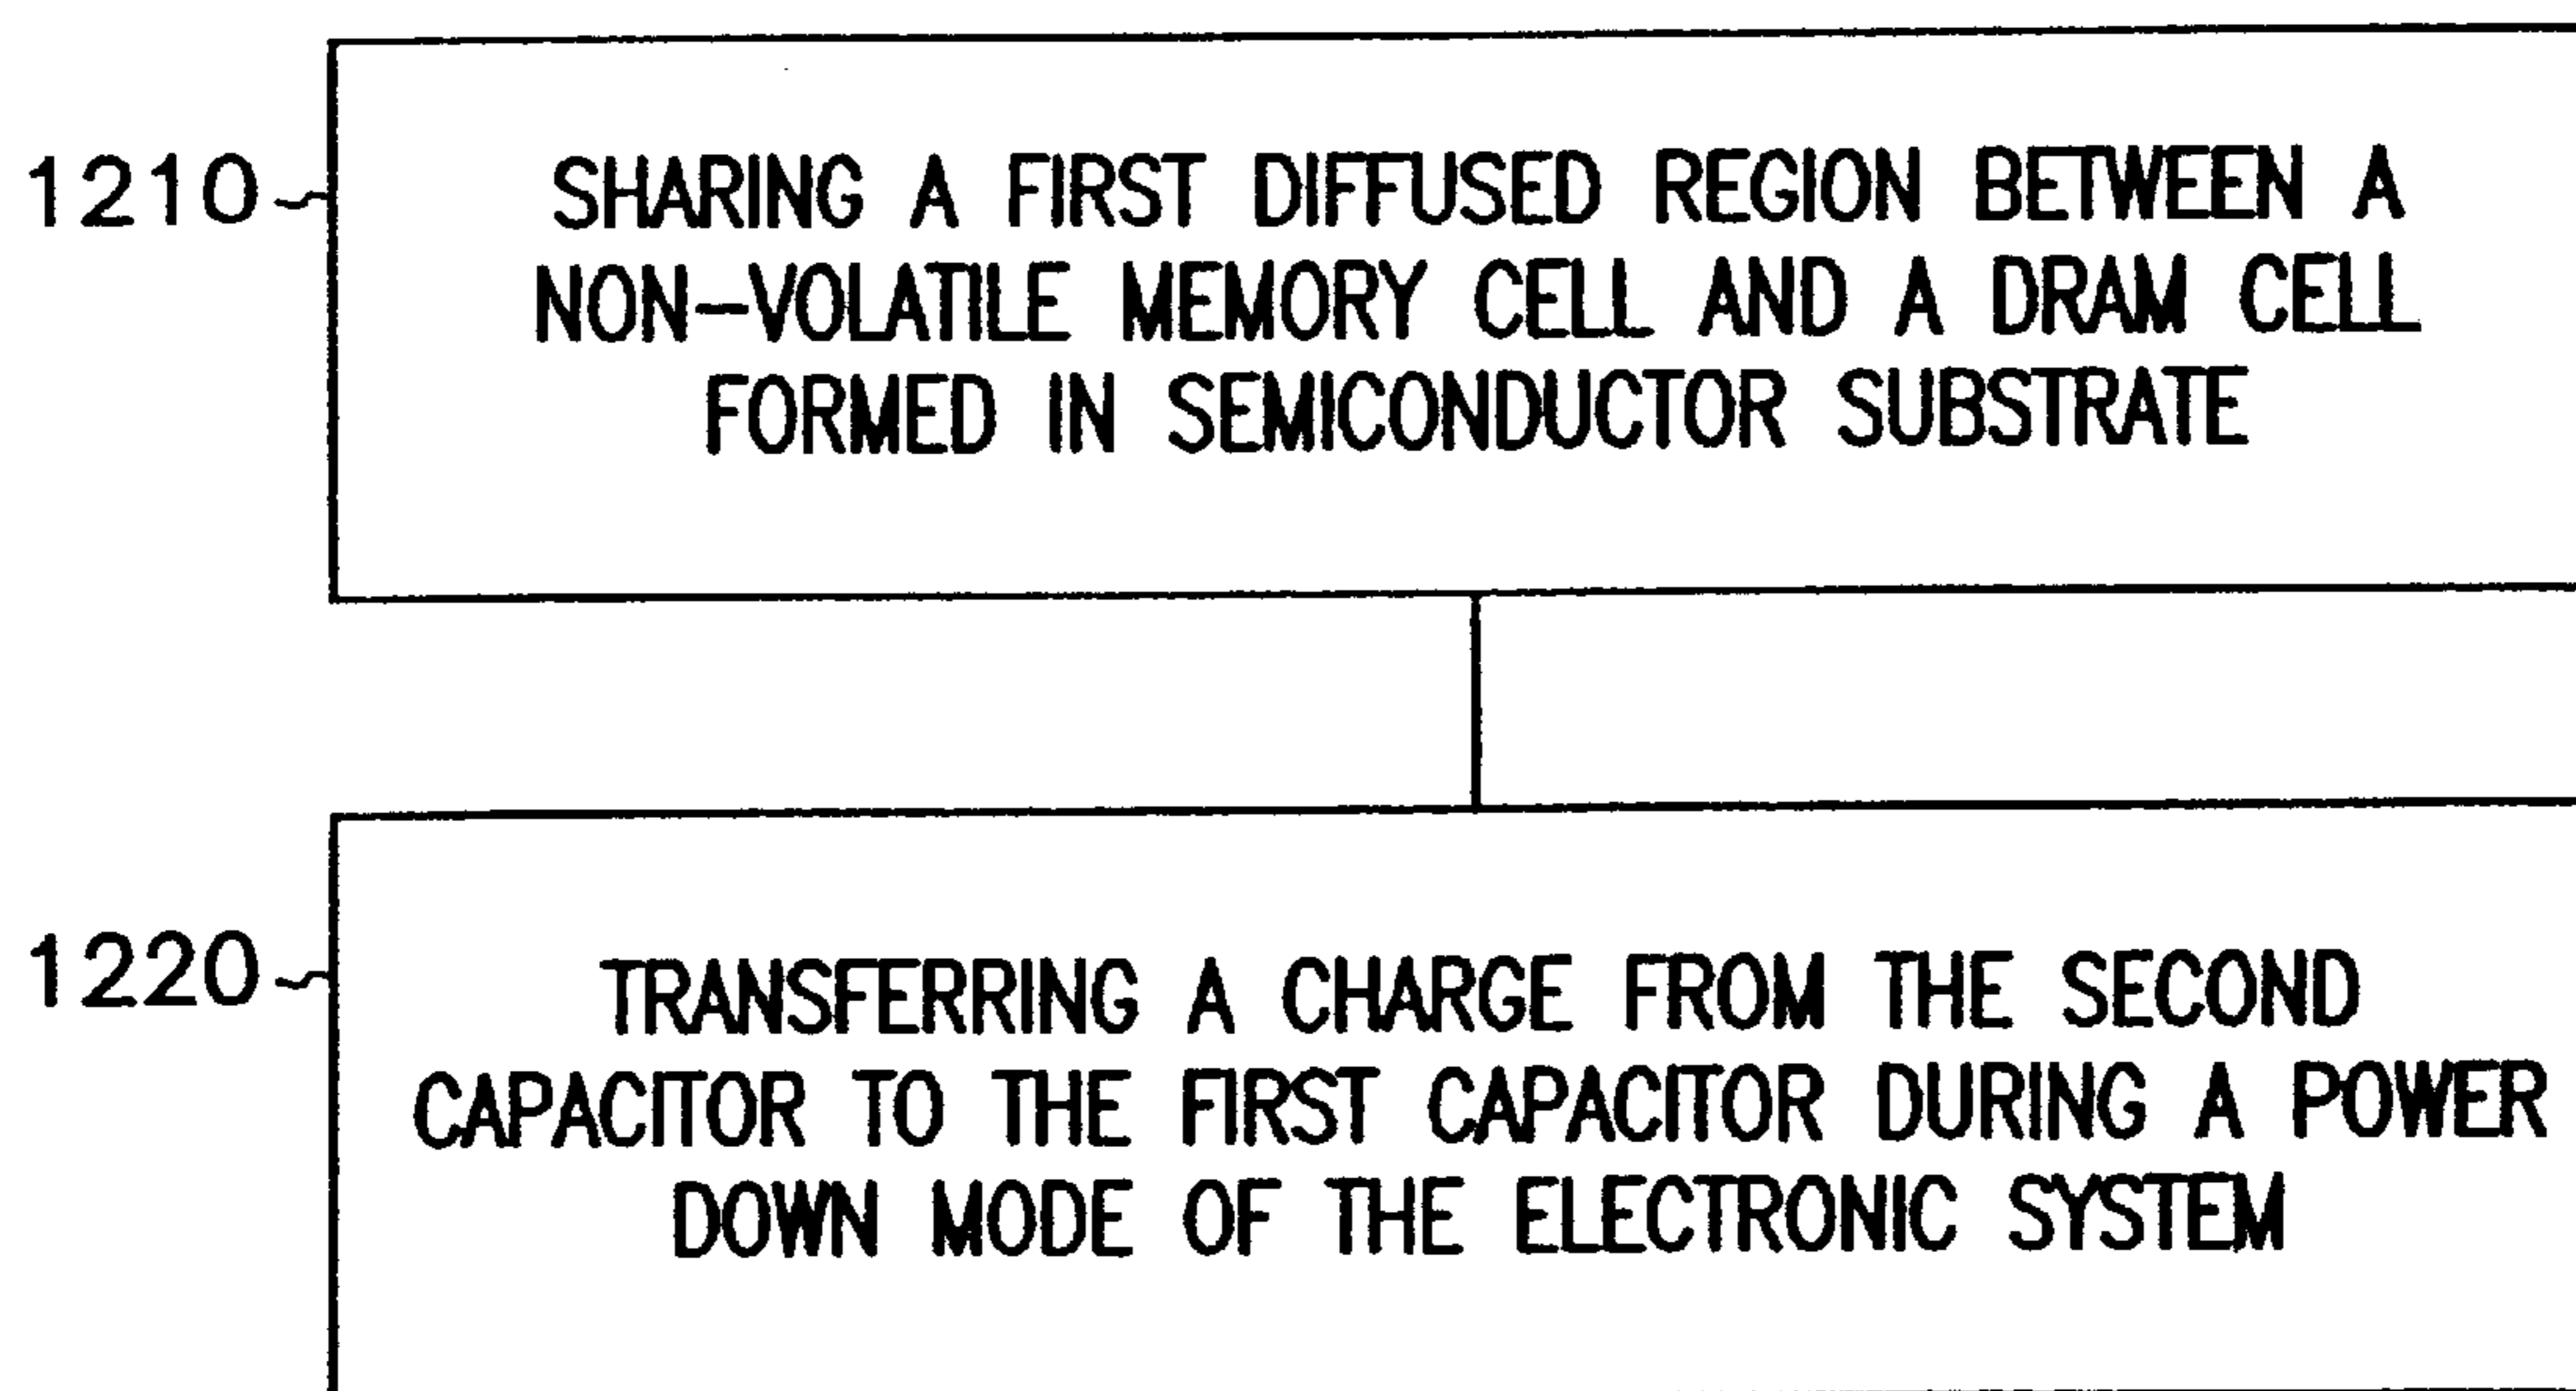 1210
SHARING A FIRST DIFFUSED REGION BETWEEN A
NON-VOLATILE MEMORY CELL AND A DRAM CELL
FORMED IN SEMICONDUCTOR SUBSTRATE
1220
TRANSFERRING A CHARGE FROM THE SECOND
CAPACITOR TO THE FIRST CAPACITOR DURING A POWER
DOWN MODE OF THE ELECTRONIC SYSTEM